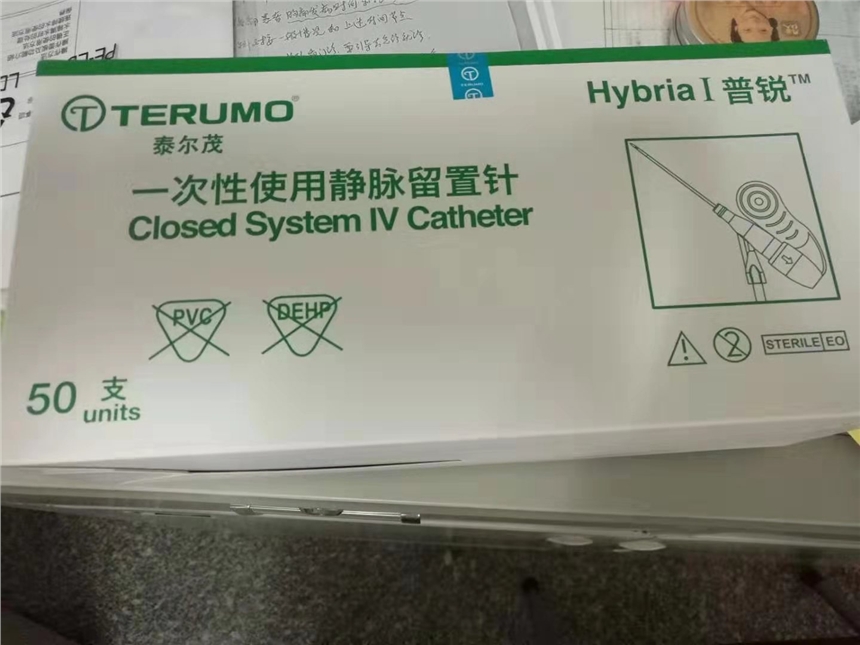 TERUMO®
泰尔茂
Hybria I 普锐™
一次性使用静脉留置针
Closed System IV Catheter
PVC
DEHP
STERILE EO
50 支
units